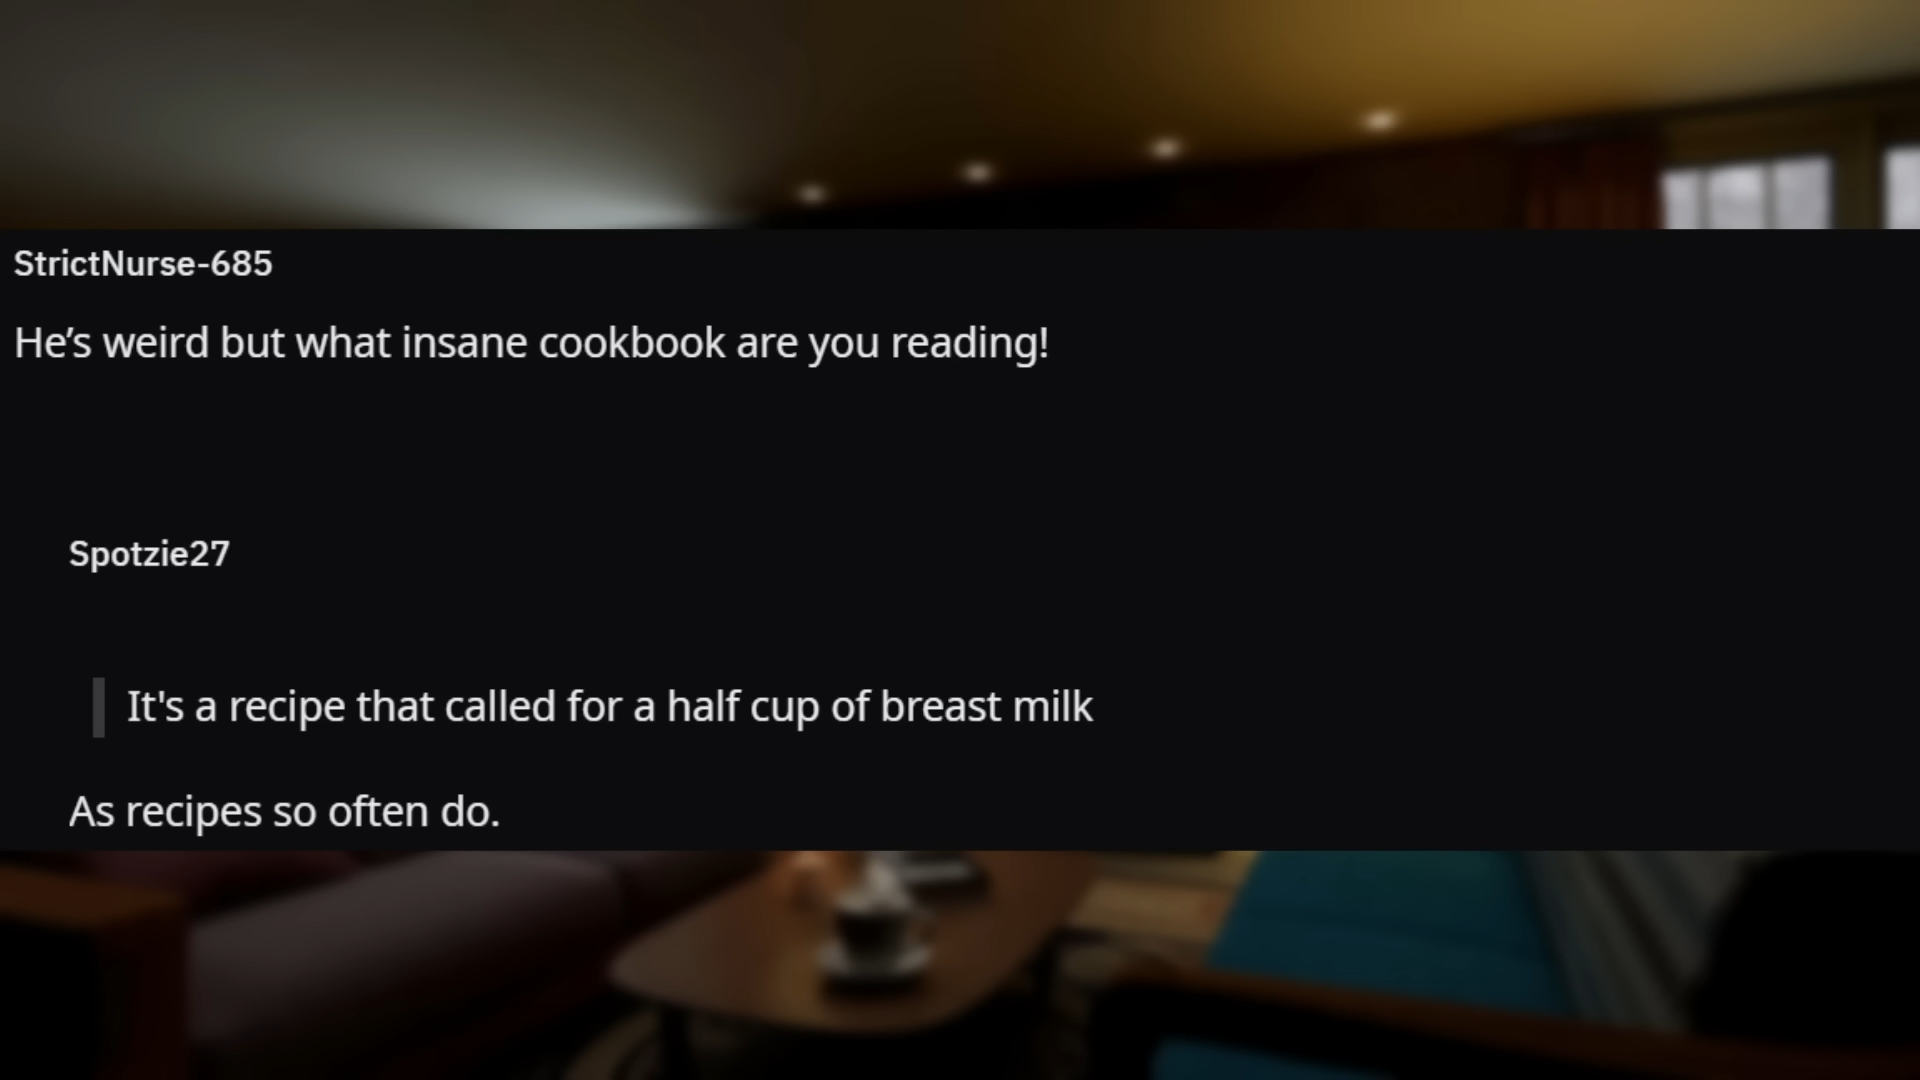 StrictNurse-685
He’s weird but what insane cookbook are you reading!
Spotzie27
It's a recipe that called for a half cup of breast milk
As recipes so often do.